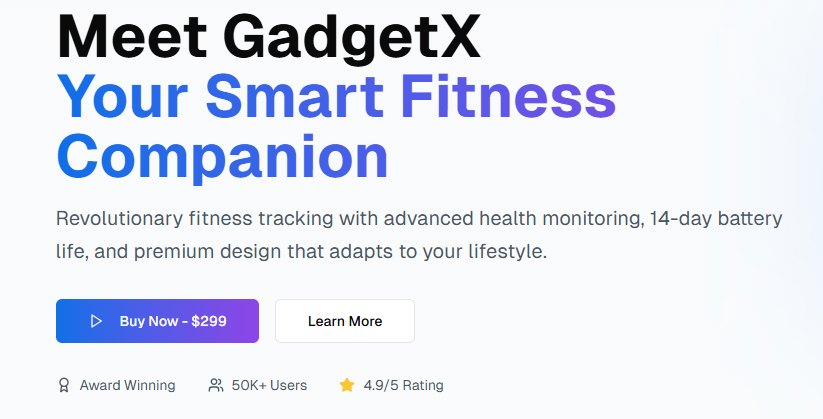 Meet GadgetX
Your Smart Fitness
Companion
Revolutionary fitness tracking with advanced health monitoring, 14-day battery
life, and premium design that adapts to your lifestyle.
Buy Now - $299
Learn More
Award Winning
50K+ Users
4.9/5 Rating